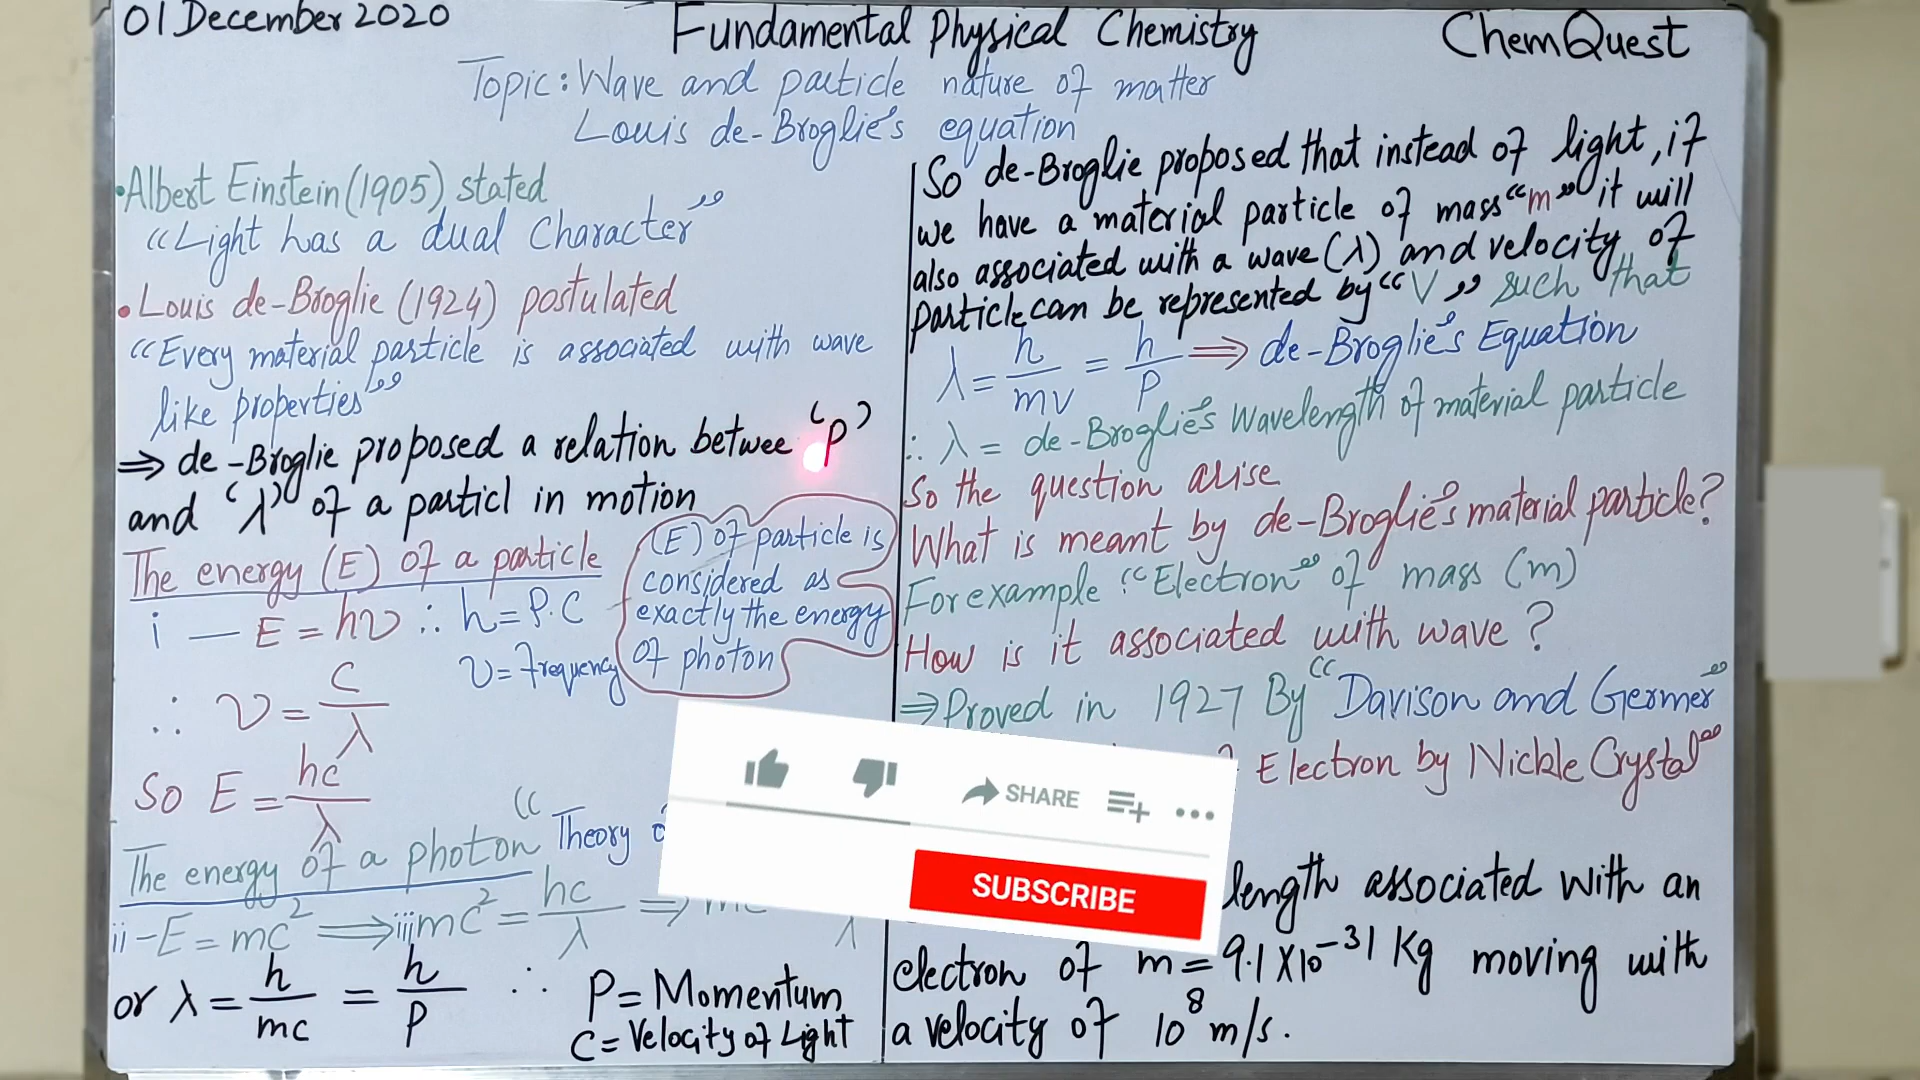 01 December 2020
Fundamental Physical Chemistry
ChemQuest
Topic: Wave and particle nature of matter
Louis de-Broglie's equation
•Albert Einstein (1905) stated
“Light has a dual Character”
•Louis de-Broglie (1924) postulated
“Every material particle is associated with wave
like properties”
⇒ de-Broglie proposed a relation betwee ‘p’
and ‘λ’ of a particl in motion
The energy (E) of a particle
i — E = hν ∴ h = P.C
ν = frequency
(E) of particle is
considered as
exactly the energy
of photon
∴ ν = c/λ
So E = hc/λ
The energy of a photon “Theory
ii - E = mc² ⇒ iii mc² = hc/λ ⇒ mc λ
or λ = h/mc = h/P ∴ P = Momentum
C = Velocity of Light
So de-Broglie proposed that instead of light, if
we have a material particle of mass “m” it will
also associated with a wave (λ) and velocity of
particle can be represented by “V” such that
λ = h/mv = h/P ⇒ de-Broglie's Equation
∴ λ = de-Broglie's Wavelength of material particle
So the question arise
What is meant by de-Broglie's material particle?
For example “Electron” of mass (m)
How is it associated with wave?
⇒ Proved in 1927 By “Davison and Germer”
Electron by Nickle Crystal”
length associated with an
electron of m = 9.1 X 10⁻³¹ Kg moving with
a velocity of 10⁸ m/s.
SHARE
SUBSCRIBE